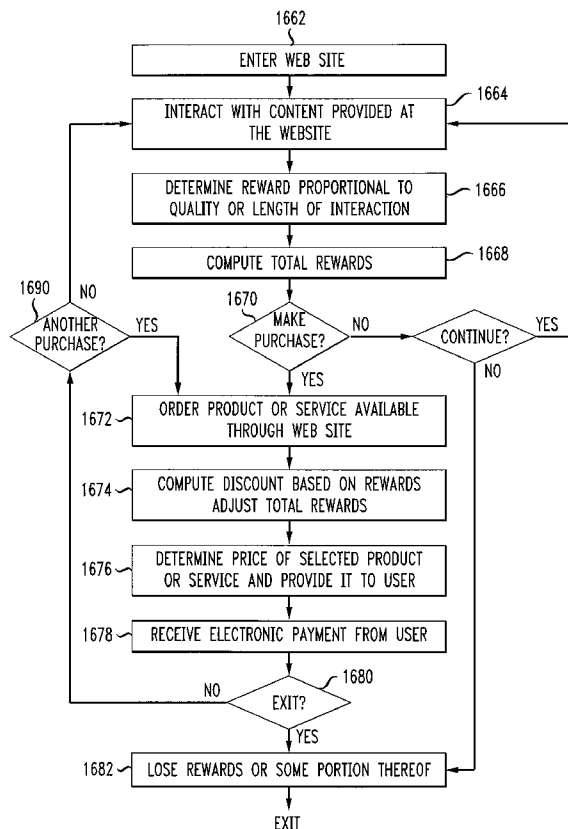 1662
ENTER WEB SITE
1664
INTERACT WITH CONTENT PROVIDED AT
THE WEBSITE
DETERMINE REWARD PROPORTIONAL TO
QUALITY OR LENGTH OF INTERACTION
1666
COMPUTE TOTAL REWARDS
1668
1690
NO
ANOTHER
PURCHASE?
YES
1670
MAKE
PURCHASE?
NO
YES
CONTINUE?
YES
NO
1672
ORDER PRODUCT OR SERVICE AVAILABLE
THROUGH WEB SITE
1674
COMPUTE DISCOUNT BASED ON REWARDS
ADJUST TOTAL REWARDS
1676
DETERMINE PRICE OF SELECTED PRODUCT
OR SERVICE AND PROVIDE IT TO USER
1678
RECEIVE ELECTRONIC PAYMENT FROM USER
NO
1680
EXIT?
YES
1682
LOSE REWARDS OR SOME PORTION THEREOF
EXIT